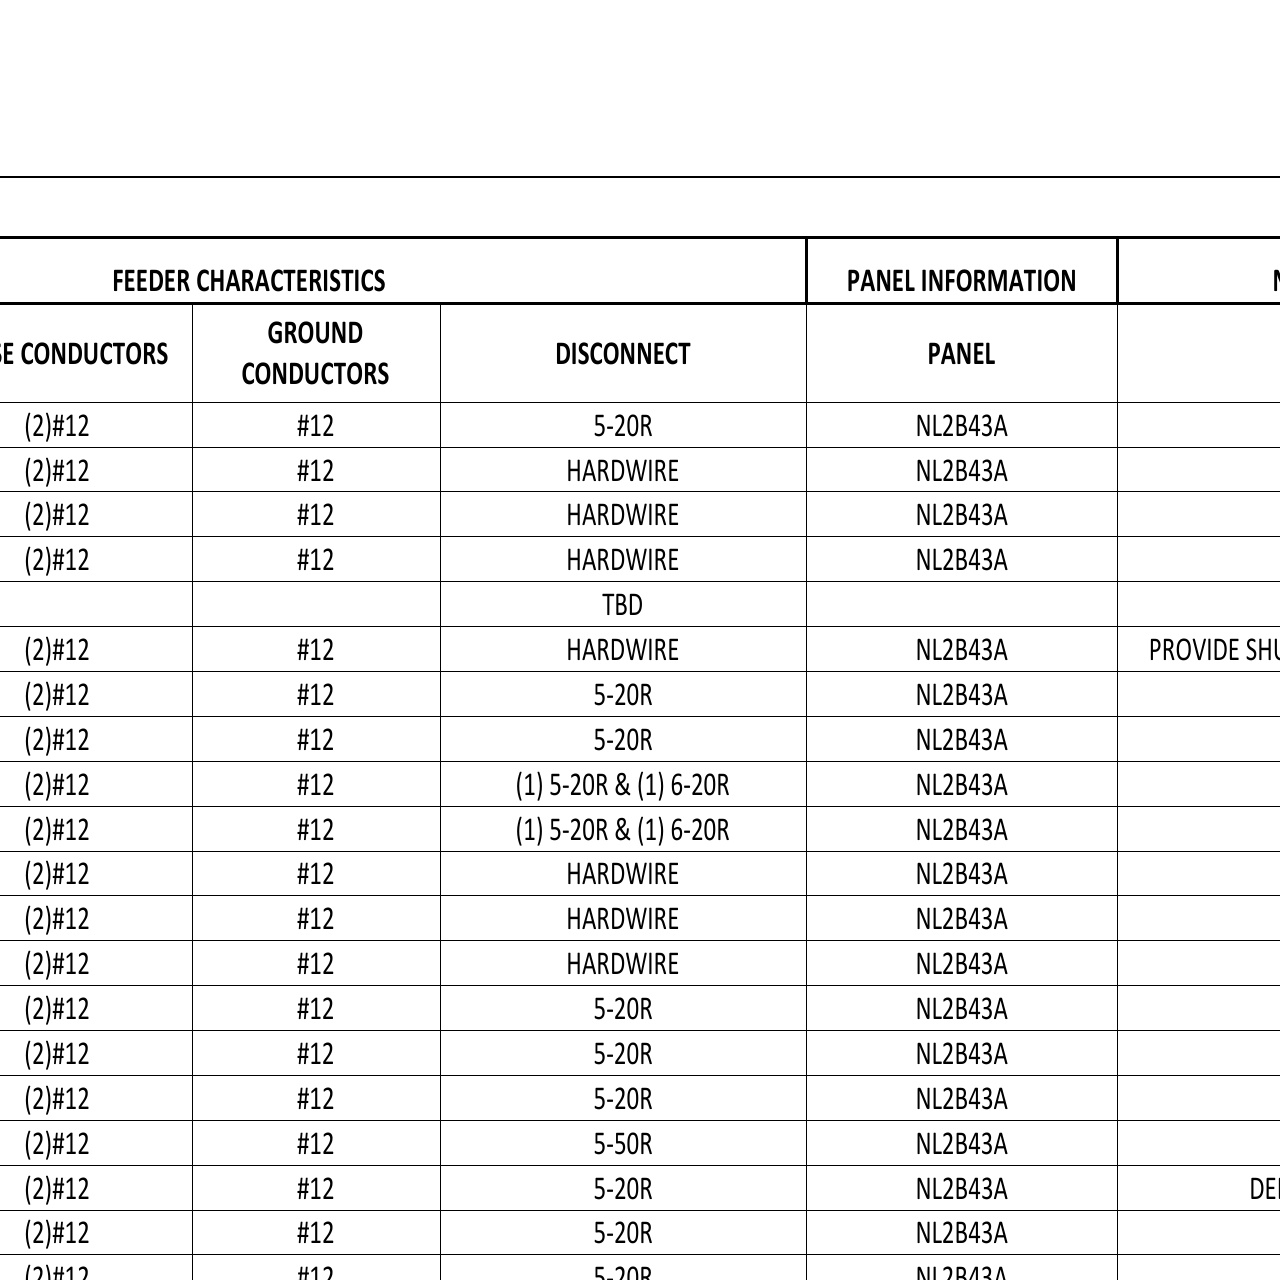 FEEDER CHARACTERISTICS PANEL INFORMATION
CONDUCTORS GROUND CONDUCTORS DISCONNECT PANEL
(2)#12 #12 5-20R NL2B43A
(2)#12 #12 HARDWIRE NL2B43A
(2)#12 #12 HARDWIRE NL2B43A
(2)#12 #12 HARDWIRE NL2B43A
TBD
(2)#12 #12 HARDWIRE NL2B43A PROVIDE
(2)#12 #12 5-20R NL2B43A
(2)#12 #12 5-20R NL2B43A
(2)#12 #12 (1) 5-20R & (1) 6-20R NL2B43A
(2)#12 #12 (1) 5-20R & (1) 6-20R NL2B43A
(2)#12 #12 HARDWIRE NL2B43A
(2)#12 #12 HARDWIRE NL2B43A
(2)#12 #12 HARDWIRE NL2B43A
(2)#12 #12 5-20R NL2B43A
(2)#12 #12 5-20R NL2B43A
(2)#12 #12 5-20R NL2B43A
(2)#12 #12 5-50R NL2B43A
(2)#12 #12 5-20R NL2B43A
(2)#12 #12 5-20R NL2B43A
(2)#12 #12 5-20R NL2B43A